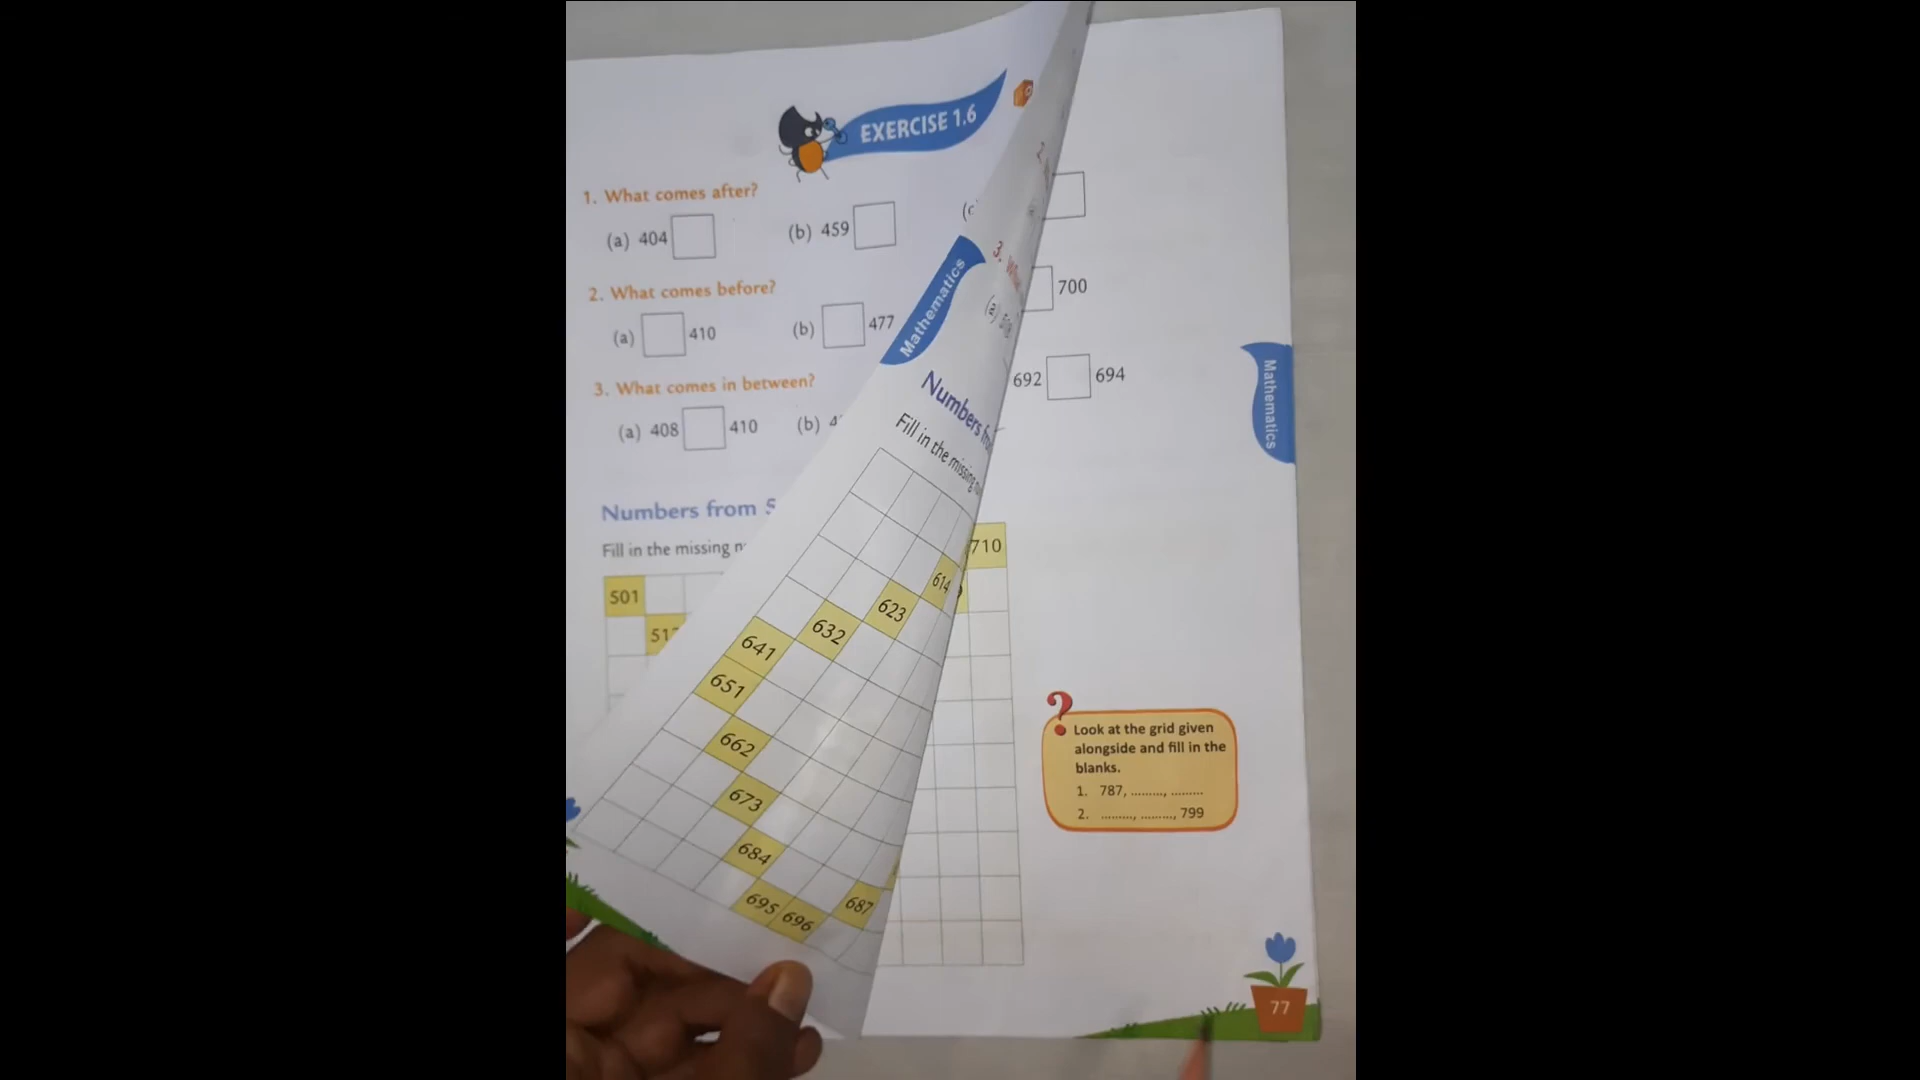 EXERCISE 1.6
1. What comes after?
(a) 404
(b) 459
2. What comes before?
(a) 410
(b) 477
3. What comes in between?
(a) 408 410
(b)
Numbers from
Fill in the missing
501
Mathematics
Numbers
Fill in the missing
614
623
632
641
651
662
673
684
687
695 696
3.
(a)
700
692 694
Mathematics
710
? Look at the grid given
alongside and fill in the
blanks.
1. 787, ........, ........
2. ........, ........, 799
77